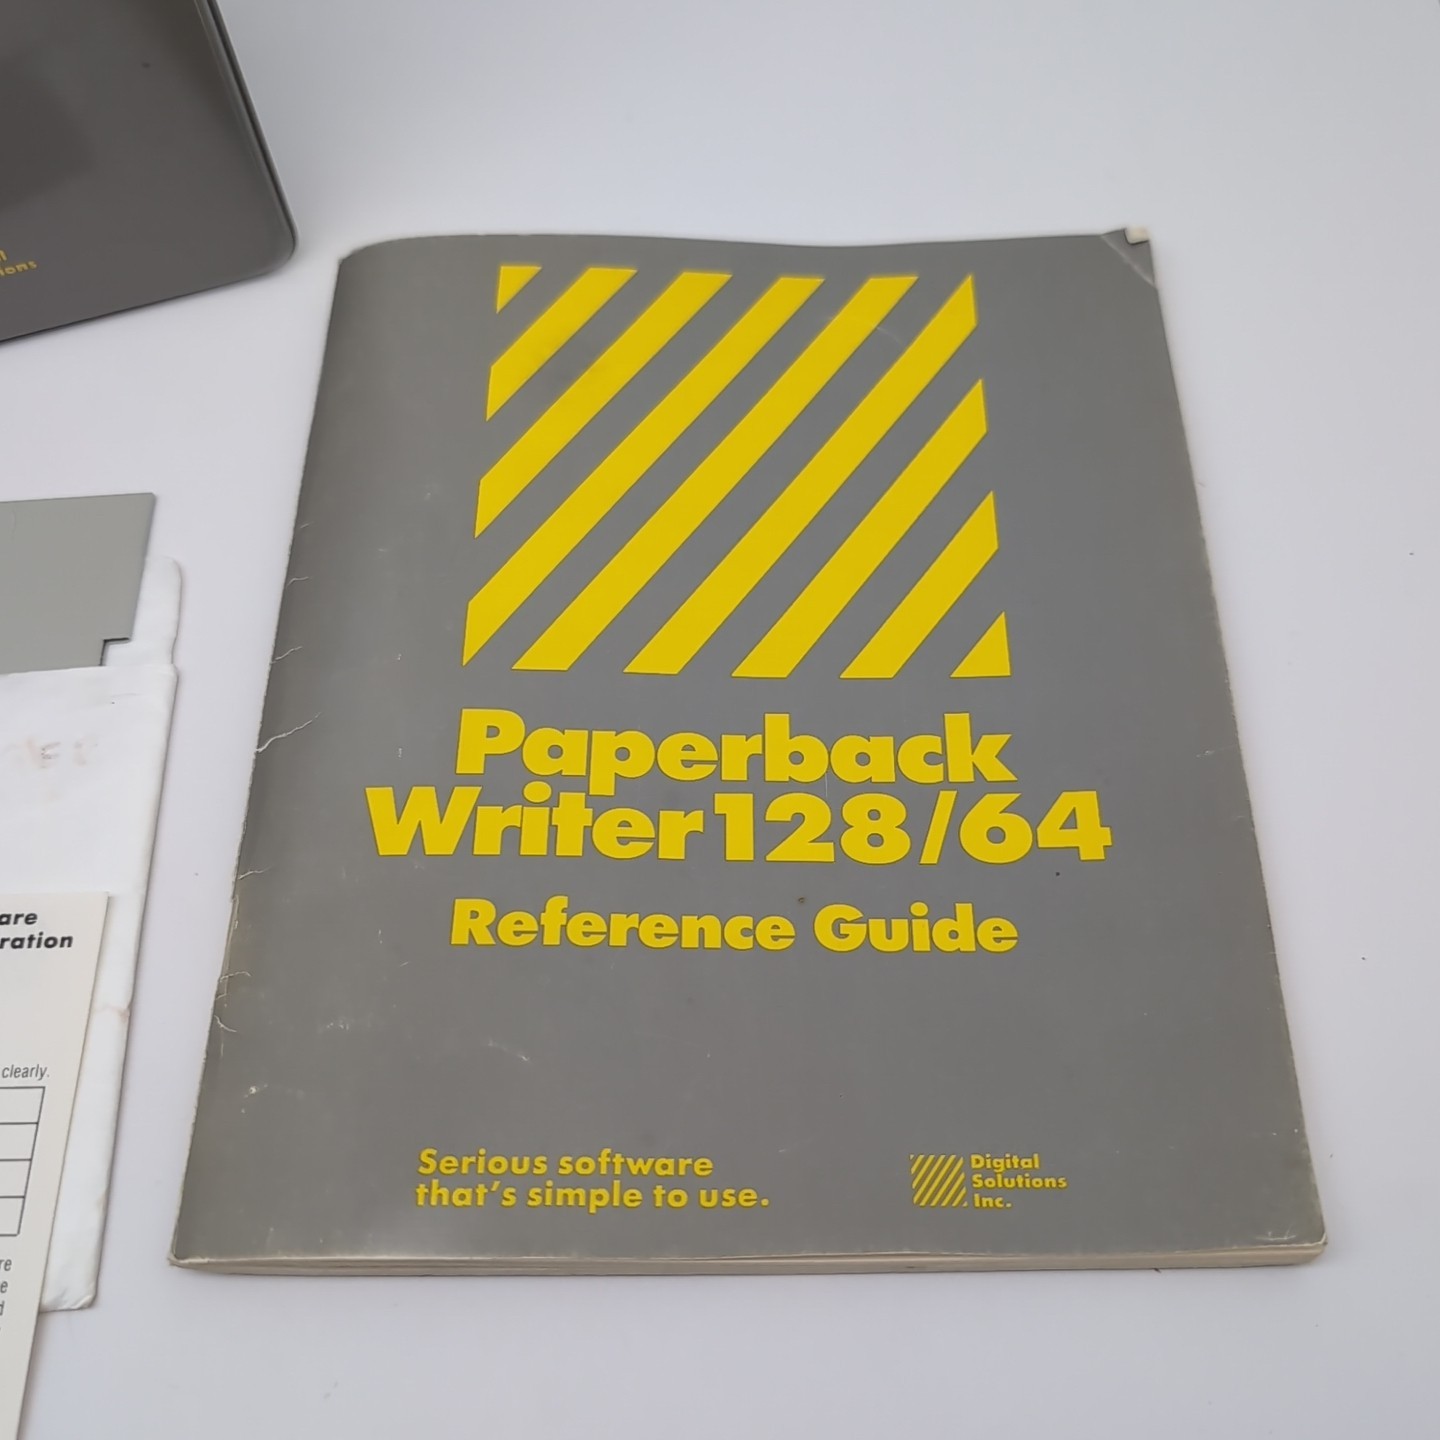 Paperback
Writer 128/64
Reference Guide
Serious software
that's simple to use.
Digital
Solutions
Inc.
clearly.